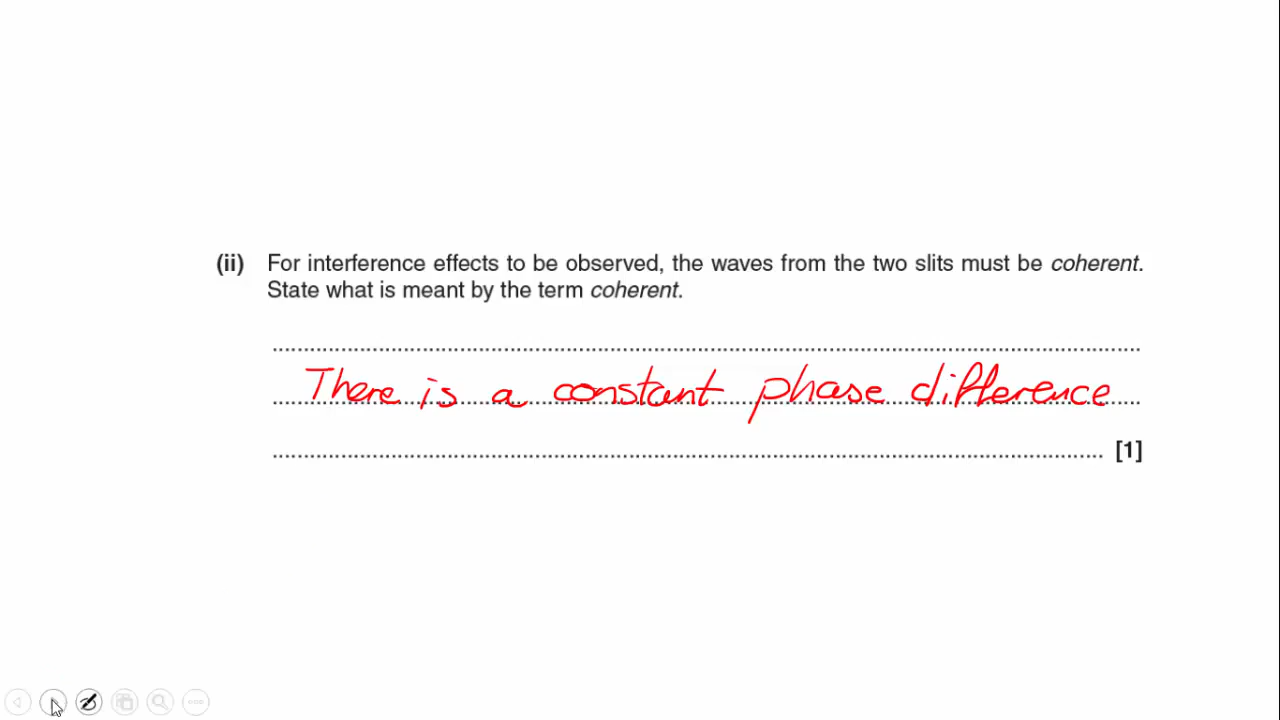 (ii) For interference effects to be observed, the waves from the two slits must be coherent.
State what is meant by the term coherent.
There is a constant phase difference
[1]